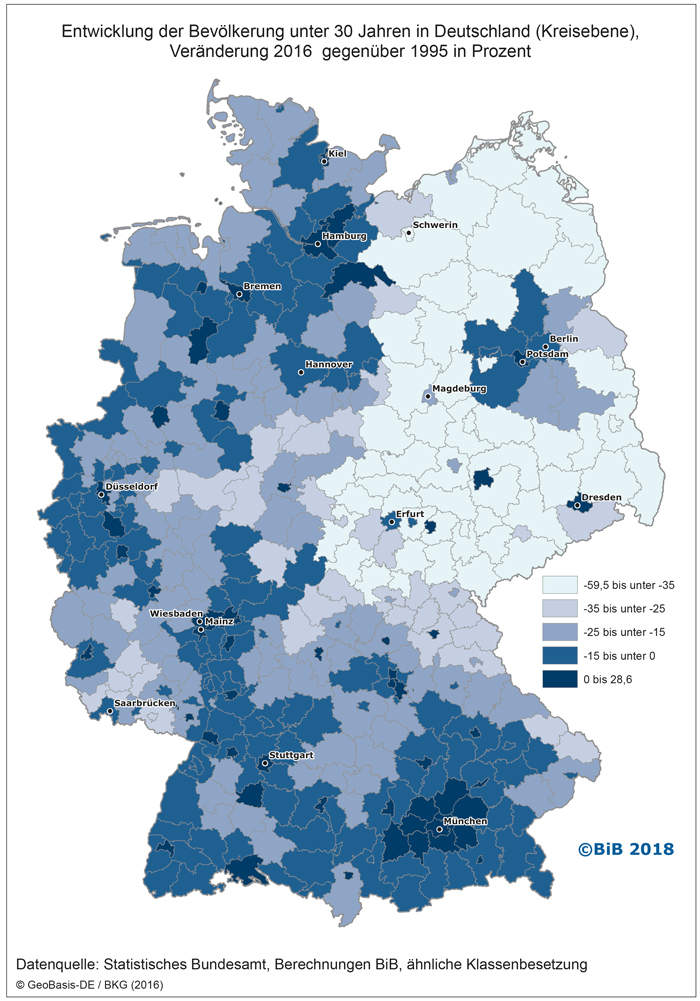 Entwicklung der Bevölkerung unter 30 Jahren in Deutschland (Kreisebene),
Veränderung 2016 gegenüber 1995 in Prozent
Kiel
Schwerin
Hamburg
Bremen
Berlin
Potsdam
Hannover
Magdeburg
Düsseldorf
Dresden
Erfurt
Wiesbaden
Mainz
Saarbrücken
Stuttgart
München
-59,5 bis unter -35
-35 bis unter -25
-25 bis unter -15
-15 bis unter 0
0 bis 28,6
©BiB 2018
Datenquelle: Statistisches Bundesamt, Berechnungen BiB, ähnliche Klassenbesetzung
© GeoBasis-DE / BKG (2016)